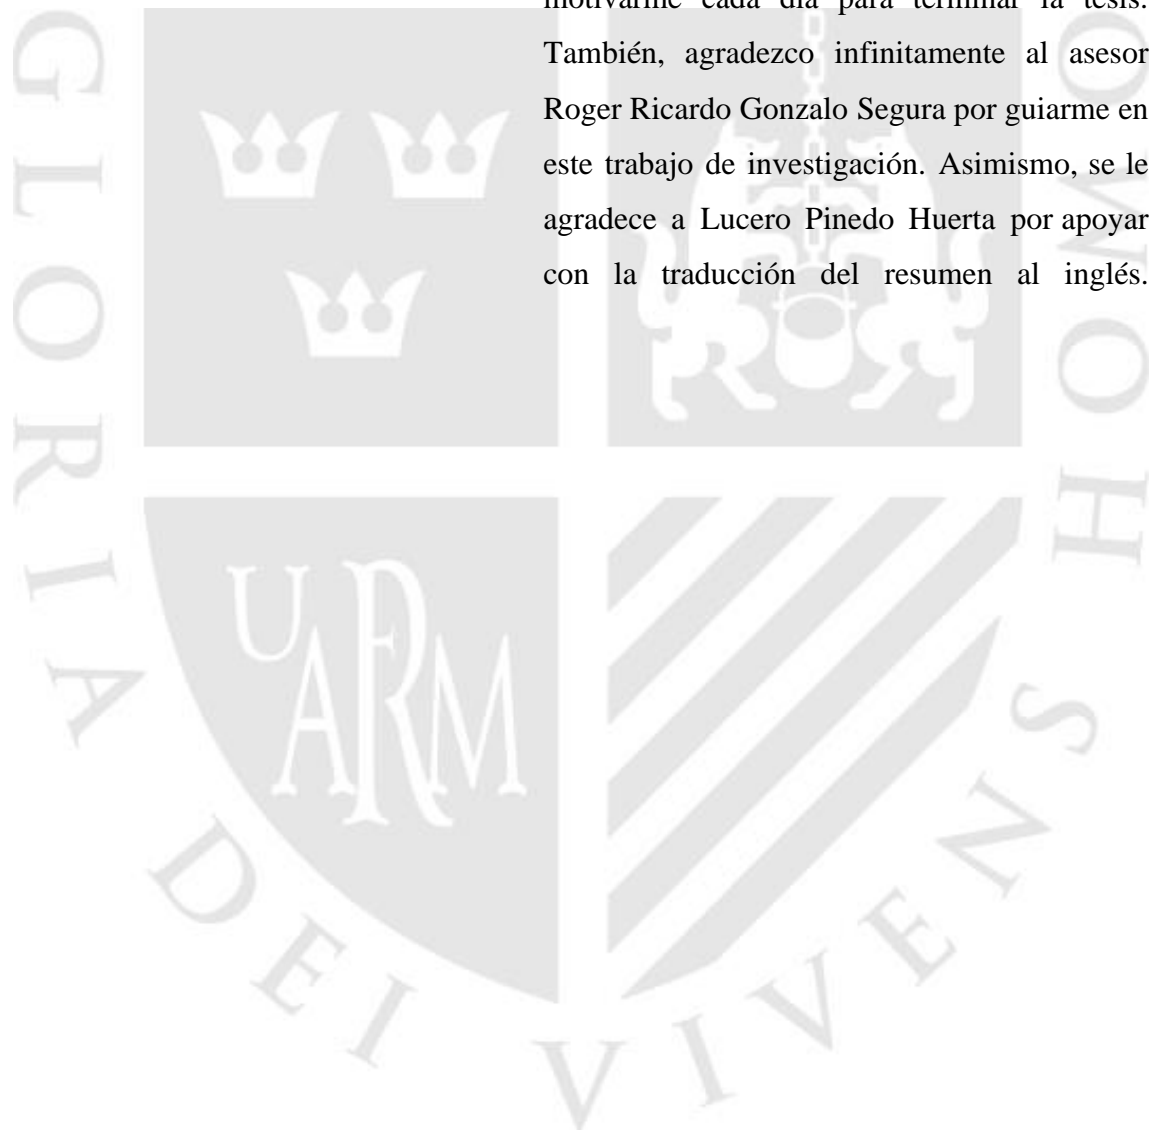 motivarme cada día para terminar la tesis.
También, agradezco infinitamente al asesor
Roger Ricardo Gonzalo Segura por guiarme en
este trabajo de investigación. Asimismo, se le
agradece a Lucero Pinedo Huerta por apoyar
con la traducción del resumen al inglés.
GLORIA DEI VIVENS HOMO
UARM